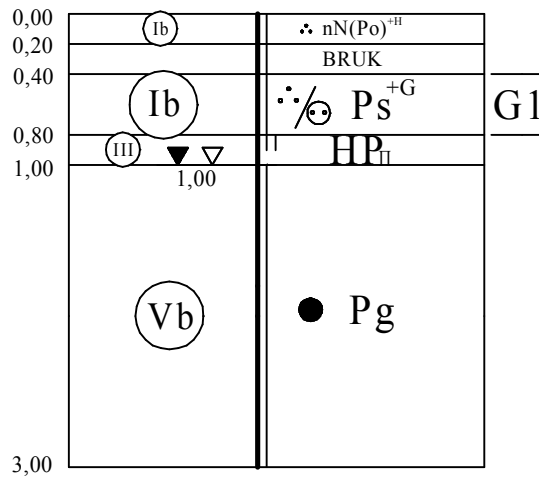 0,00
Ib nN(Po)+H
0,20
BRUK
0,40
Ib Ps+G G1
0,80
III HP∏
1,00
1,00
Vb Pg
3,00